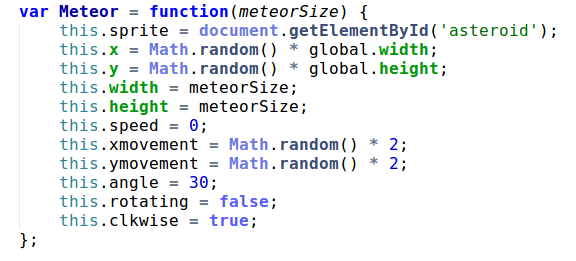 var Meteor = function(meteorSize) {
    this.sprite = document.getElementById('asteroid');
    this.x = Math.random() * global.width;
    this.y = Math.random() * global.height;
    this.width = meteorSize;
    this.height = meteorSize;
    this.speed = 0;
    this.xmovement = Math.random() * 2;
    this.ymovement = Math.random() * 2;
    this.angle = 30;
    this.rotating = false;
    this.clkwise = true;
};